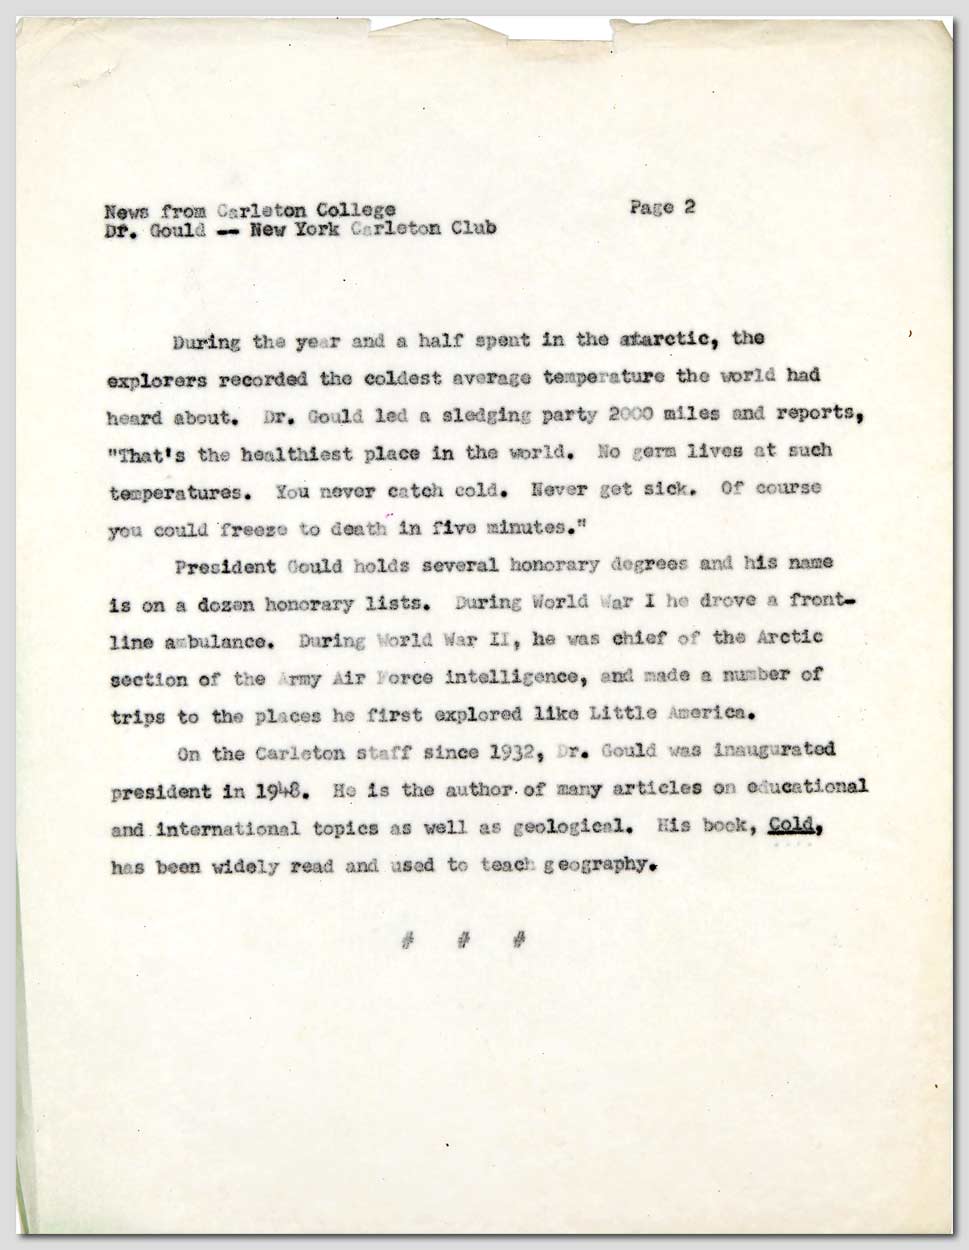 News from Carleton College Page 2
Dr. Gould -- New York Carleton Club
During the year and a half spent in the atarctic, the
explorers recorded the coldest average temperature the world had
heard about. Dr. Gould led a sledging party 2000 miles and reports,
"That's the healthiest place in the world. No germ lives at such
temperatures. You never catch cold. Never get sick. Of course
you could freeze to death in five minutes."
President Gould holds several honorary degrees and his name
is on a dozen honorary lists. During World War I he drove a front-
line ambulance. During World War II, he was chief of the Arctic
section of the Army Air Force intelligence, and made a number of
trips to the places he first explored like Little America.
On the Carleton staff since 1932, Dr. Gould was inaugurated
president in 1948. He is the author of many articles on educational
and international topics as well as geological. His book, Cold,
has been widely read and used to teach geography.
# # #